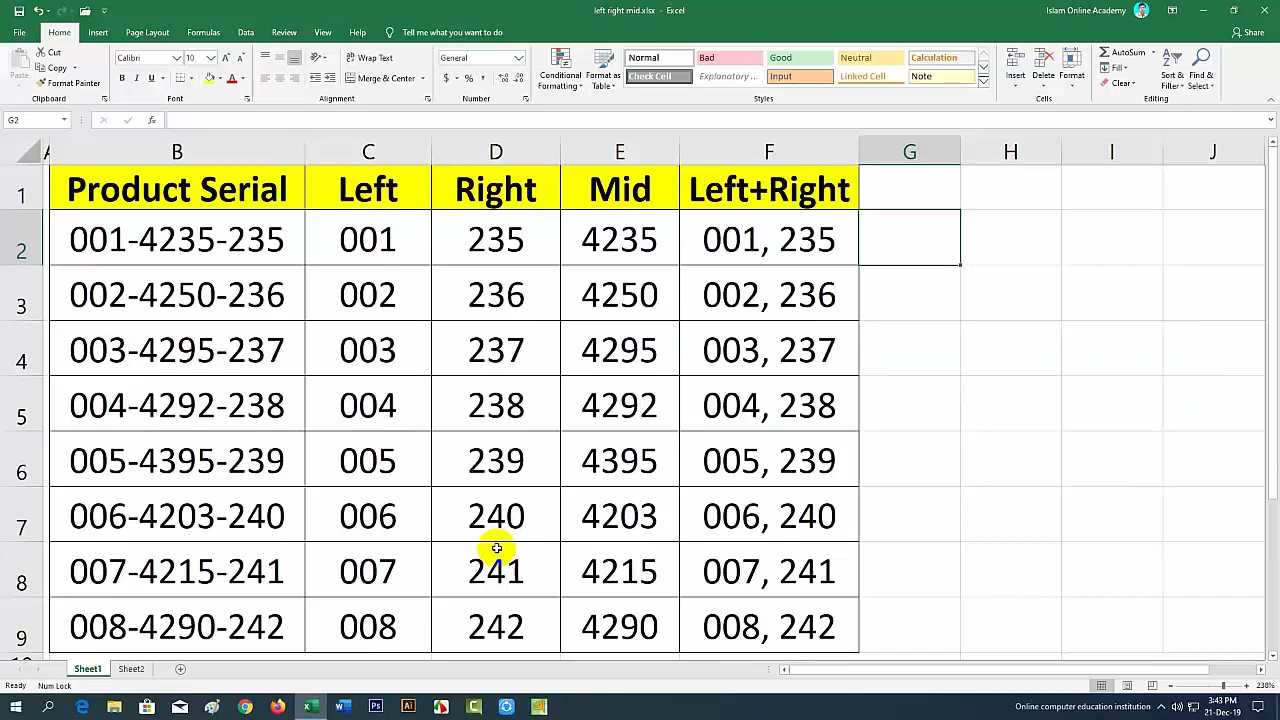 left right mid.xlsx - Excel
Islam Online Academy
File Home Insert Page Layout Formulas Data Review View Help Tell me what you want to do
Share
Paste
Cut
Copy
Format Painter
Clipboard
Calibri 10
B I U
Font
Wrap Text
Merge & Center
Alignment
General
$ % ,
Number
Conditional Formatting
Format as Table
Normal Bad Good Neutral Calculation
Check Cell Explanatory ... Input Linked Cell Note
Styles
Insert Delete Format
Cells
AutoSum
Fill
Clear
Sort & Filter
Find & Select
Editing
G2 fx
A B C D E F G H I J
1 Product Serial Left Right Mid Left+Right
2 001-4235-235 001 235 4235 001, 235
3 002-4250-236 002 236 4250 002, 236
4 003-4295-237 003 237 4295 003, 237
5 004-4292-238 004 238 4292 004, 238
6 005-4395-239 005 239 4395 005, 239
7 006-4203-240 006 240 4203 006, 240
8 007-4215-241 007 241 4215 007, 241
9 008-4290-242 008 242 4290 008, 242
Sheet1 Sheet2
Ready Num Lock
238%
Online computer education institution
3:43 PM
21-Dec-19